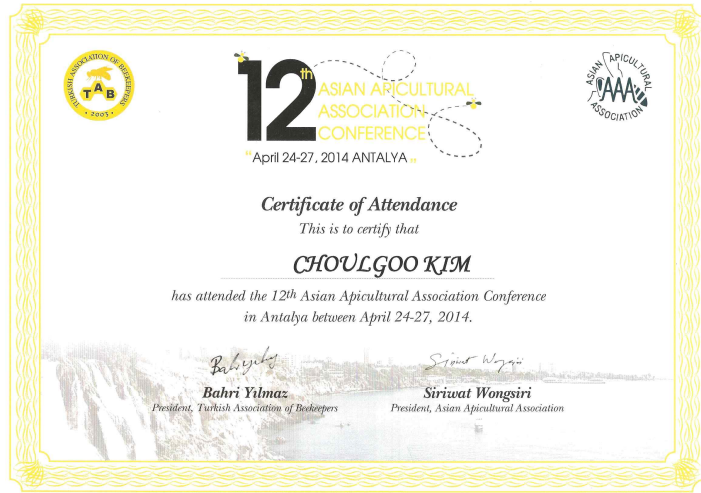 TURKISH ASSOCIATION OF BEEKEEPERS
TAB
• 2003 •
12th
ASIAN APICULTURAL
ASSOCIATION
CONFERENCE
"April 24-27, 2014 ANTALYA "
ASIAN APICULTURAL
AAA
ASSOCIATION
Certificate of Attendance
This is to certify that
CHOULGOO KIM
has attended the 12th Asian Apicultural Association Conference
in Antalya between April 24-27, 2014.
Bahri Yılmaz
President, Turkish Association of Beekeepers
Siriwat Wongsiri
President, Asian Apicultural Association